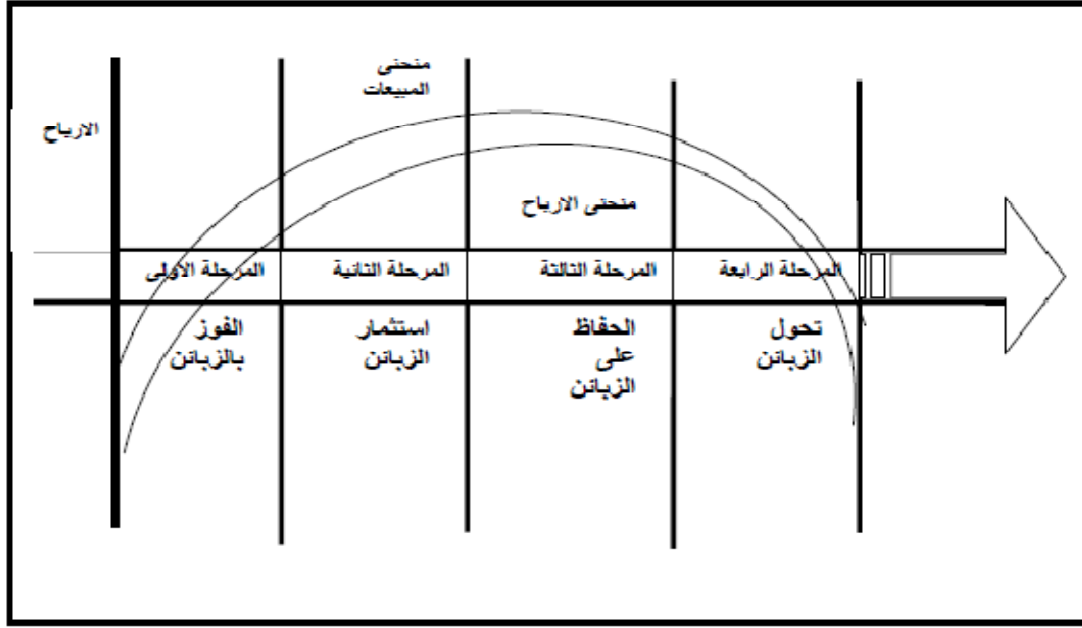 منحنى
المبيعات
الارباح
منحنى الارباح
المرحلة الأولى
المرحلة الثانية
المرحلة الثالثة
المرحلة الرابعة
الفوز
بالزبائن
استثمار
الزبائن
الحفاظ
على
الزبائن
تحول
الزبائن